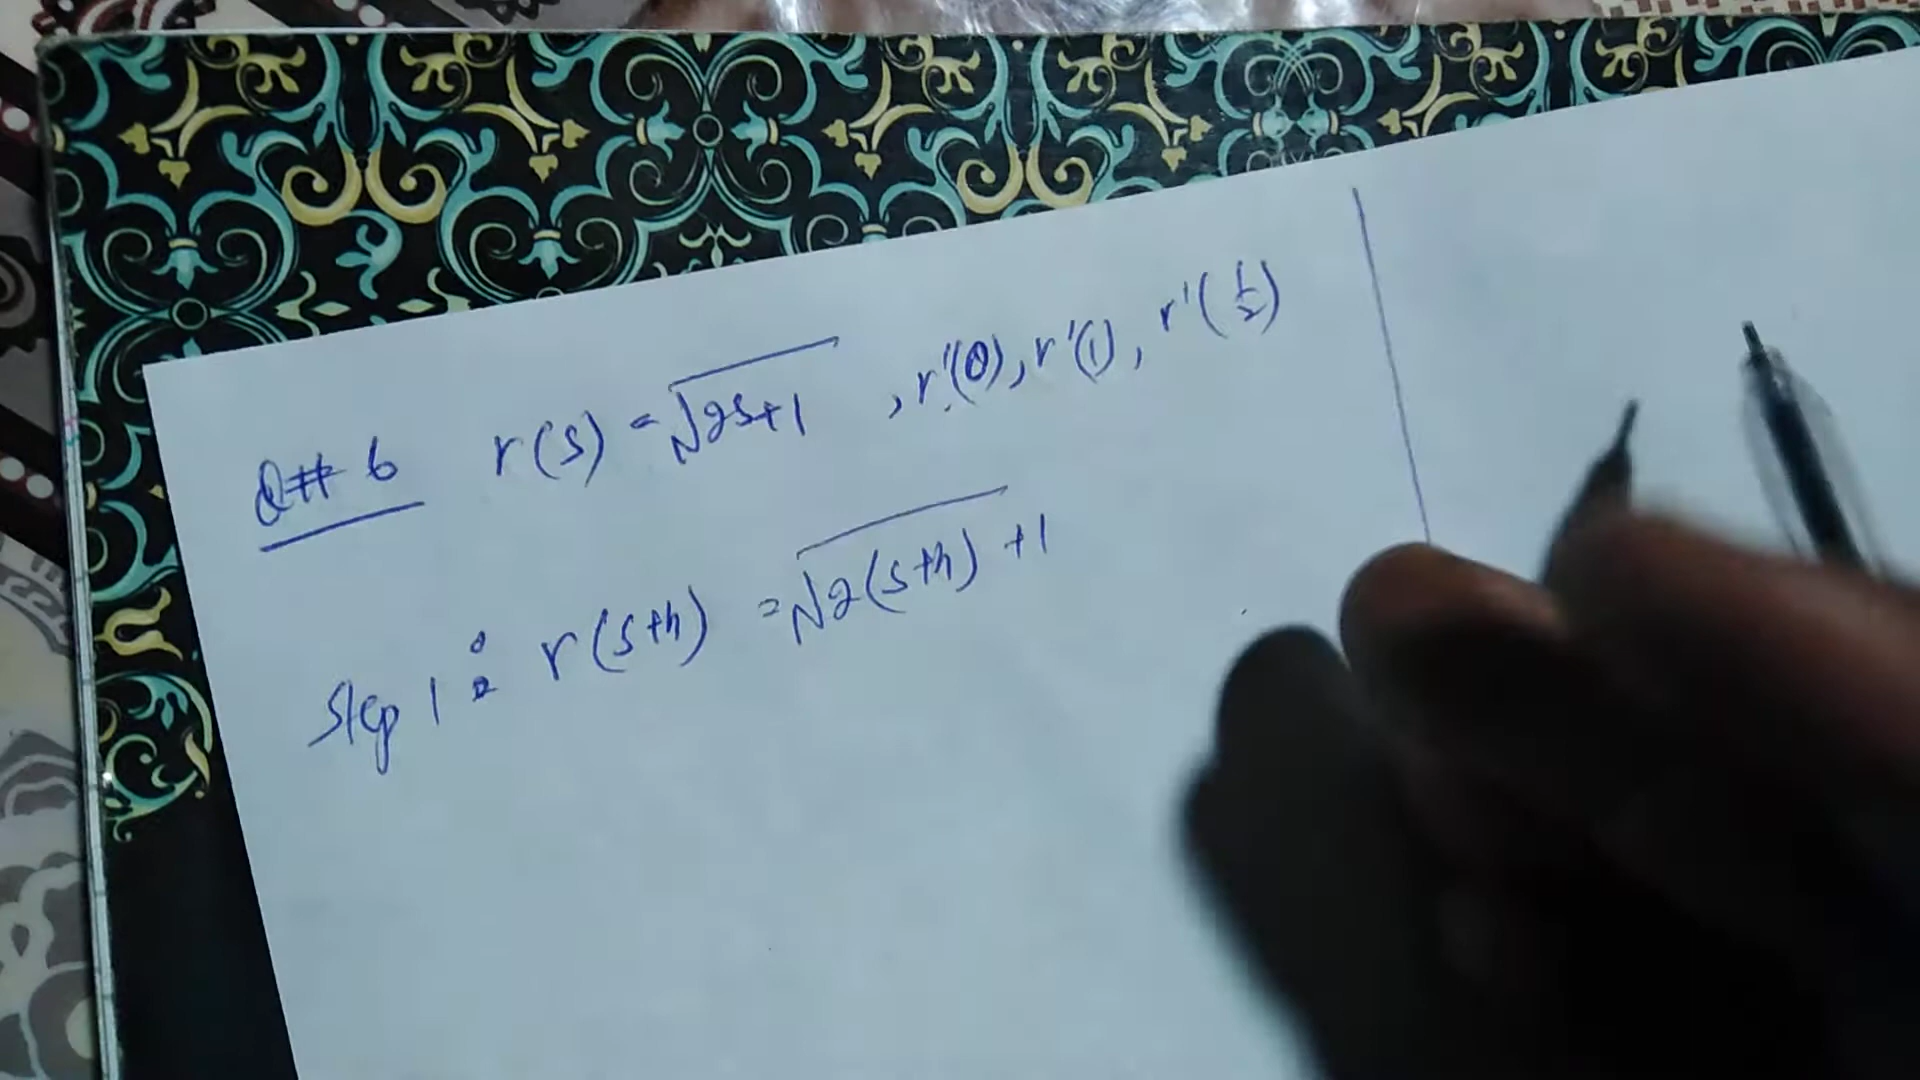 Q# 6 r(s) = √2s+1 , r'(0), r'(1), r'(1/2)
Step 1 : r(s+h) = √2(s+h) +1